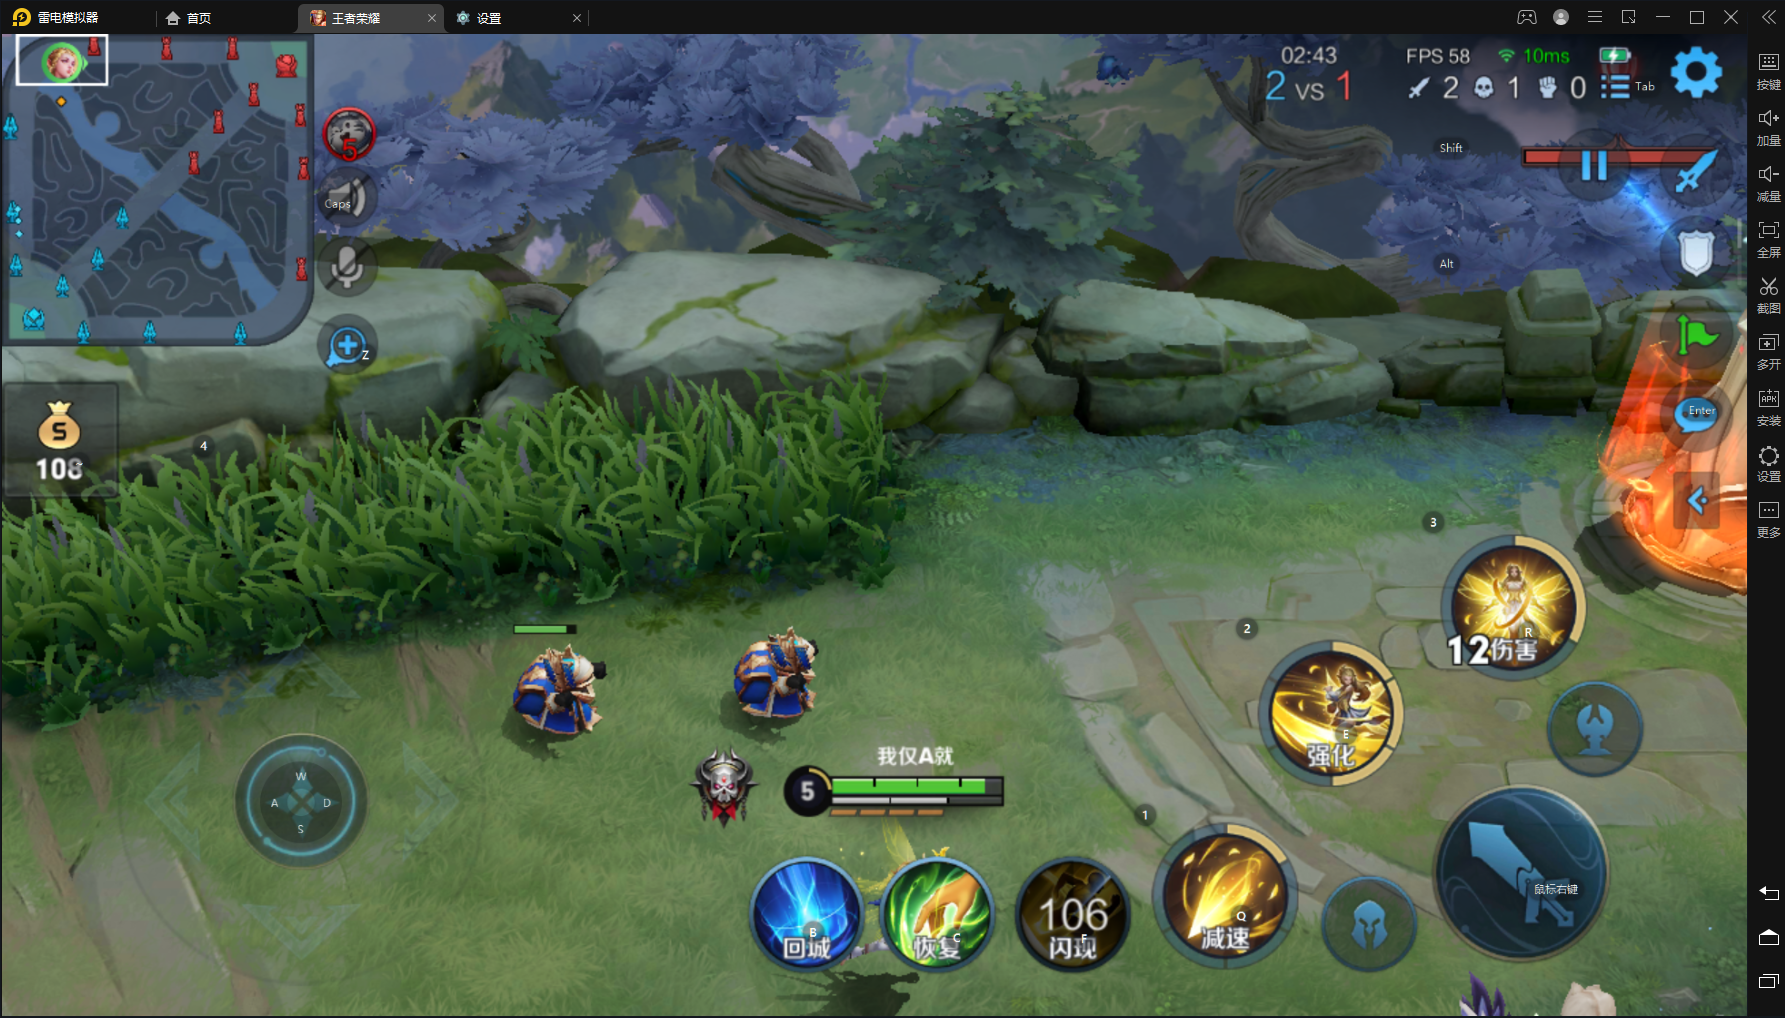 雷电模拟器
首页
王者荣耀
设置
02:43
2 vs 1
FPS 58
10ms
2
1
0
Tab
按键
加量
减量
全屏
截图
多开
安装
设置
更多
APK
5
Caps
Z
Shift
Alt
Enter
S
108
4
3
2
1
12
伤害
R
强化
E
我仅A就
5
W
A
D
S
回城
B
恢复
C
106
闪现
F
减速
Q
鼠标右键